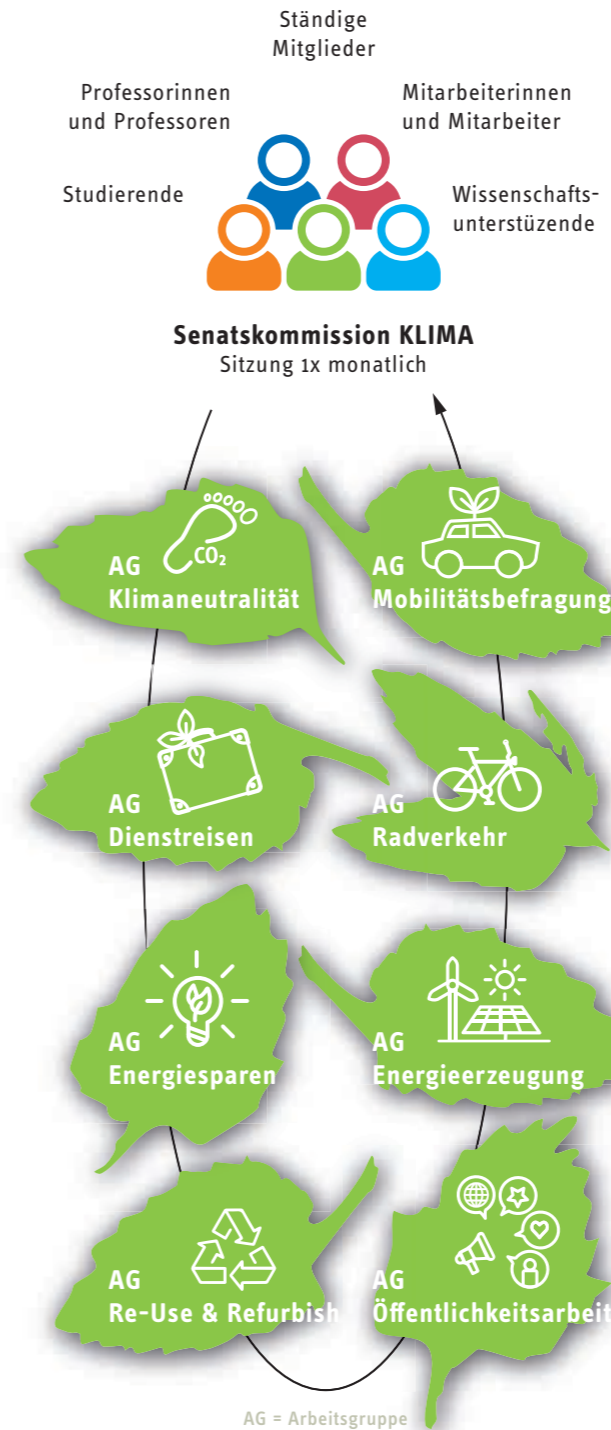 Ständige
Mitglieder
Professorinnen
und Professoren
Mitarbeiterinnen
und Mitarbeiter
Studierende
Wissenschafts-
unterstüzende
Senatskommission KLIMA
Sitzung 1x monatlich
CO₂
AG
Klimaneutralität
AG
Mobilitätsbefragung
AG
Dienstreisen
AG
Radverkehr
AG
Energiesparen
AG
Energieerzeugung
AG
Re-Use & Refurbish
AG
Öffentlichkeitsarbeit
AG = Arbeitsgruppe